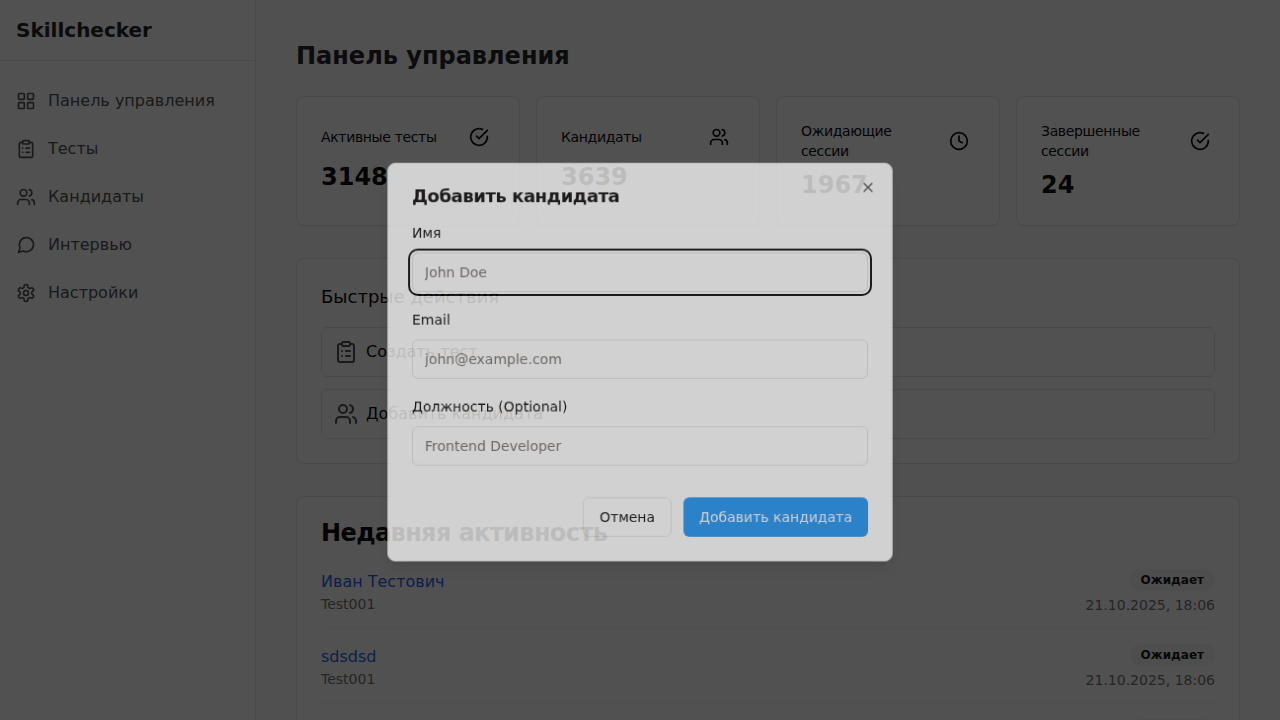 Skillchecker
Панель управления
Тесты
Кандидаты
Интервью
Настройки
Панель управления
Активные тесты
3148
Кандидаты
3639
Ожидающие
сессии
1967
Завершенные
сессии
24
Быстрые действия
Создать тест
Добавить кандидата
Добавить кандидата
Имя
John Doe
Email
john@example.com
Должность (Optional)
Frontend Developer
Отмена
Добавить кандидата
Недавняя активность
Иван Тестович
Test001
Ожидает
21.10.2025, 18:06
sdsdsd
Test001
Ожидает
21.10.2025, 18:06